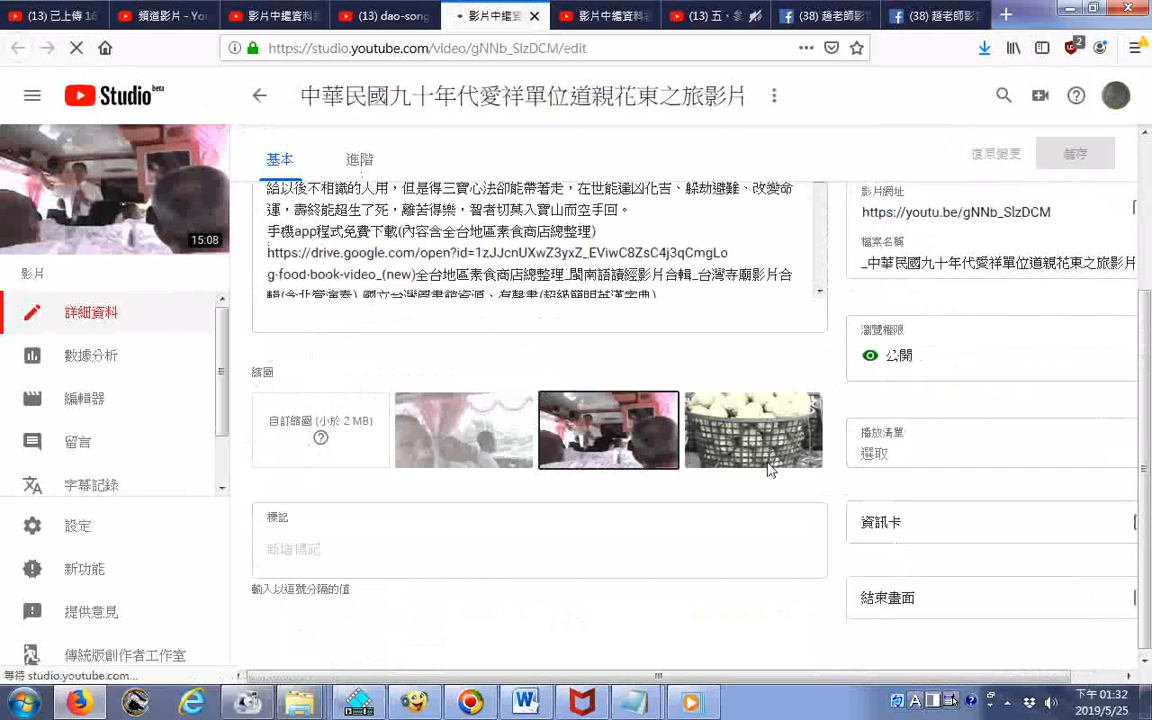 (13) 已上傳 16
頻道影片 - You
影片中繼資料
(13) dao-song
影片中繼資
影片中繼資料
(13) 五、
(38) 趙老師影
(38) 趙老師影
https://studio.youtube.com/video/gNNb_SlzDCM/edit
2
Studio beta
中華民國九十年代愛祥單位道親花東之旅影片
基本
進階
復原變更
儲存
15:08
影片
詳細資料
數據分析
編輯器
留言
字幕記錄
設定
新功能
提供意見
傳統版創作者工作室
給以後不相識的人用，但是得三寶心法卻能帶著走，在世能逢凶化吉、躲劫避難、改變命
運，壽終能超生了死，離苦得樂，智者切莫入寶山而空手回。
手機app程式免費下載(內容含全台地區素食商店總整理)
https://drive.google.com/open?id=1zJJcnUXwZ3yxZ_EViwC8ZsC4j3qCmgLo
g-food-book-video_(new)全台地區素食商店總整理_閩南語讀經影片合輯_台灣寺廟影片合
縮圖
自訂縮圖 (小於 2 MB)
標記
新增標記
輸入以逗號分隔的值
影片網址
https://youtu.be/gNNb_SlzDCM
檔案名稱
_中華民國九十年代愛祥單位道親花東之旅影片
瀏覽權限
公開
播放清單
選取
資訊卡
結束畫面
等待 studio.youtube.com...
下午 01:32
2019/5/25